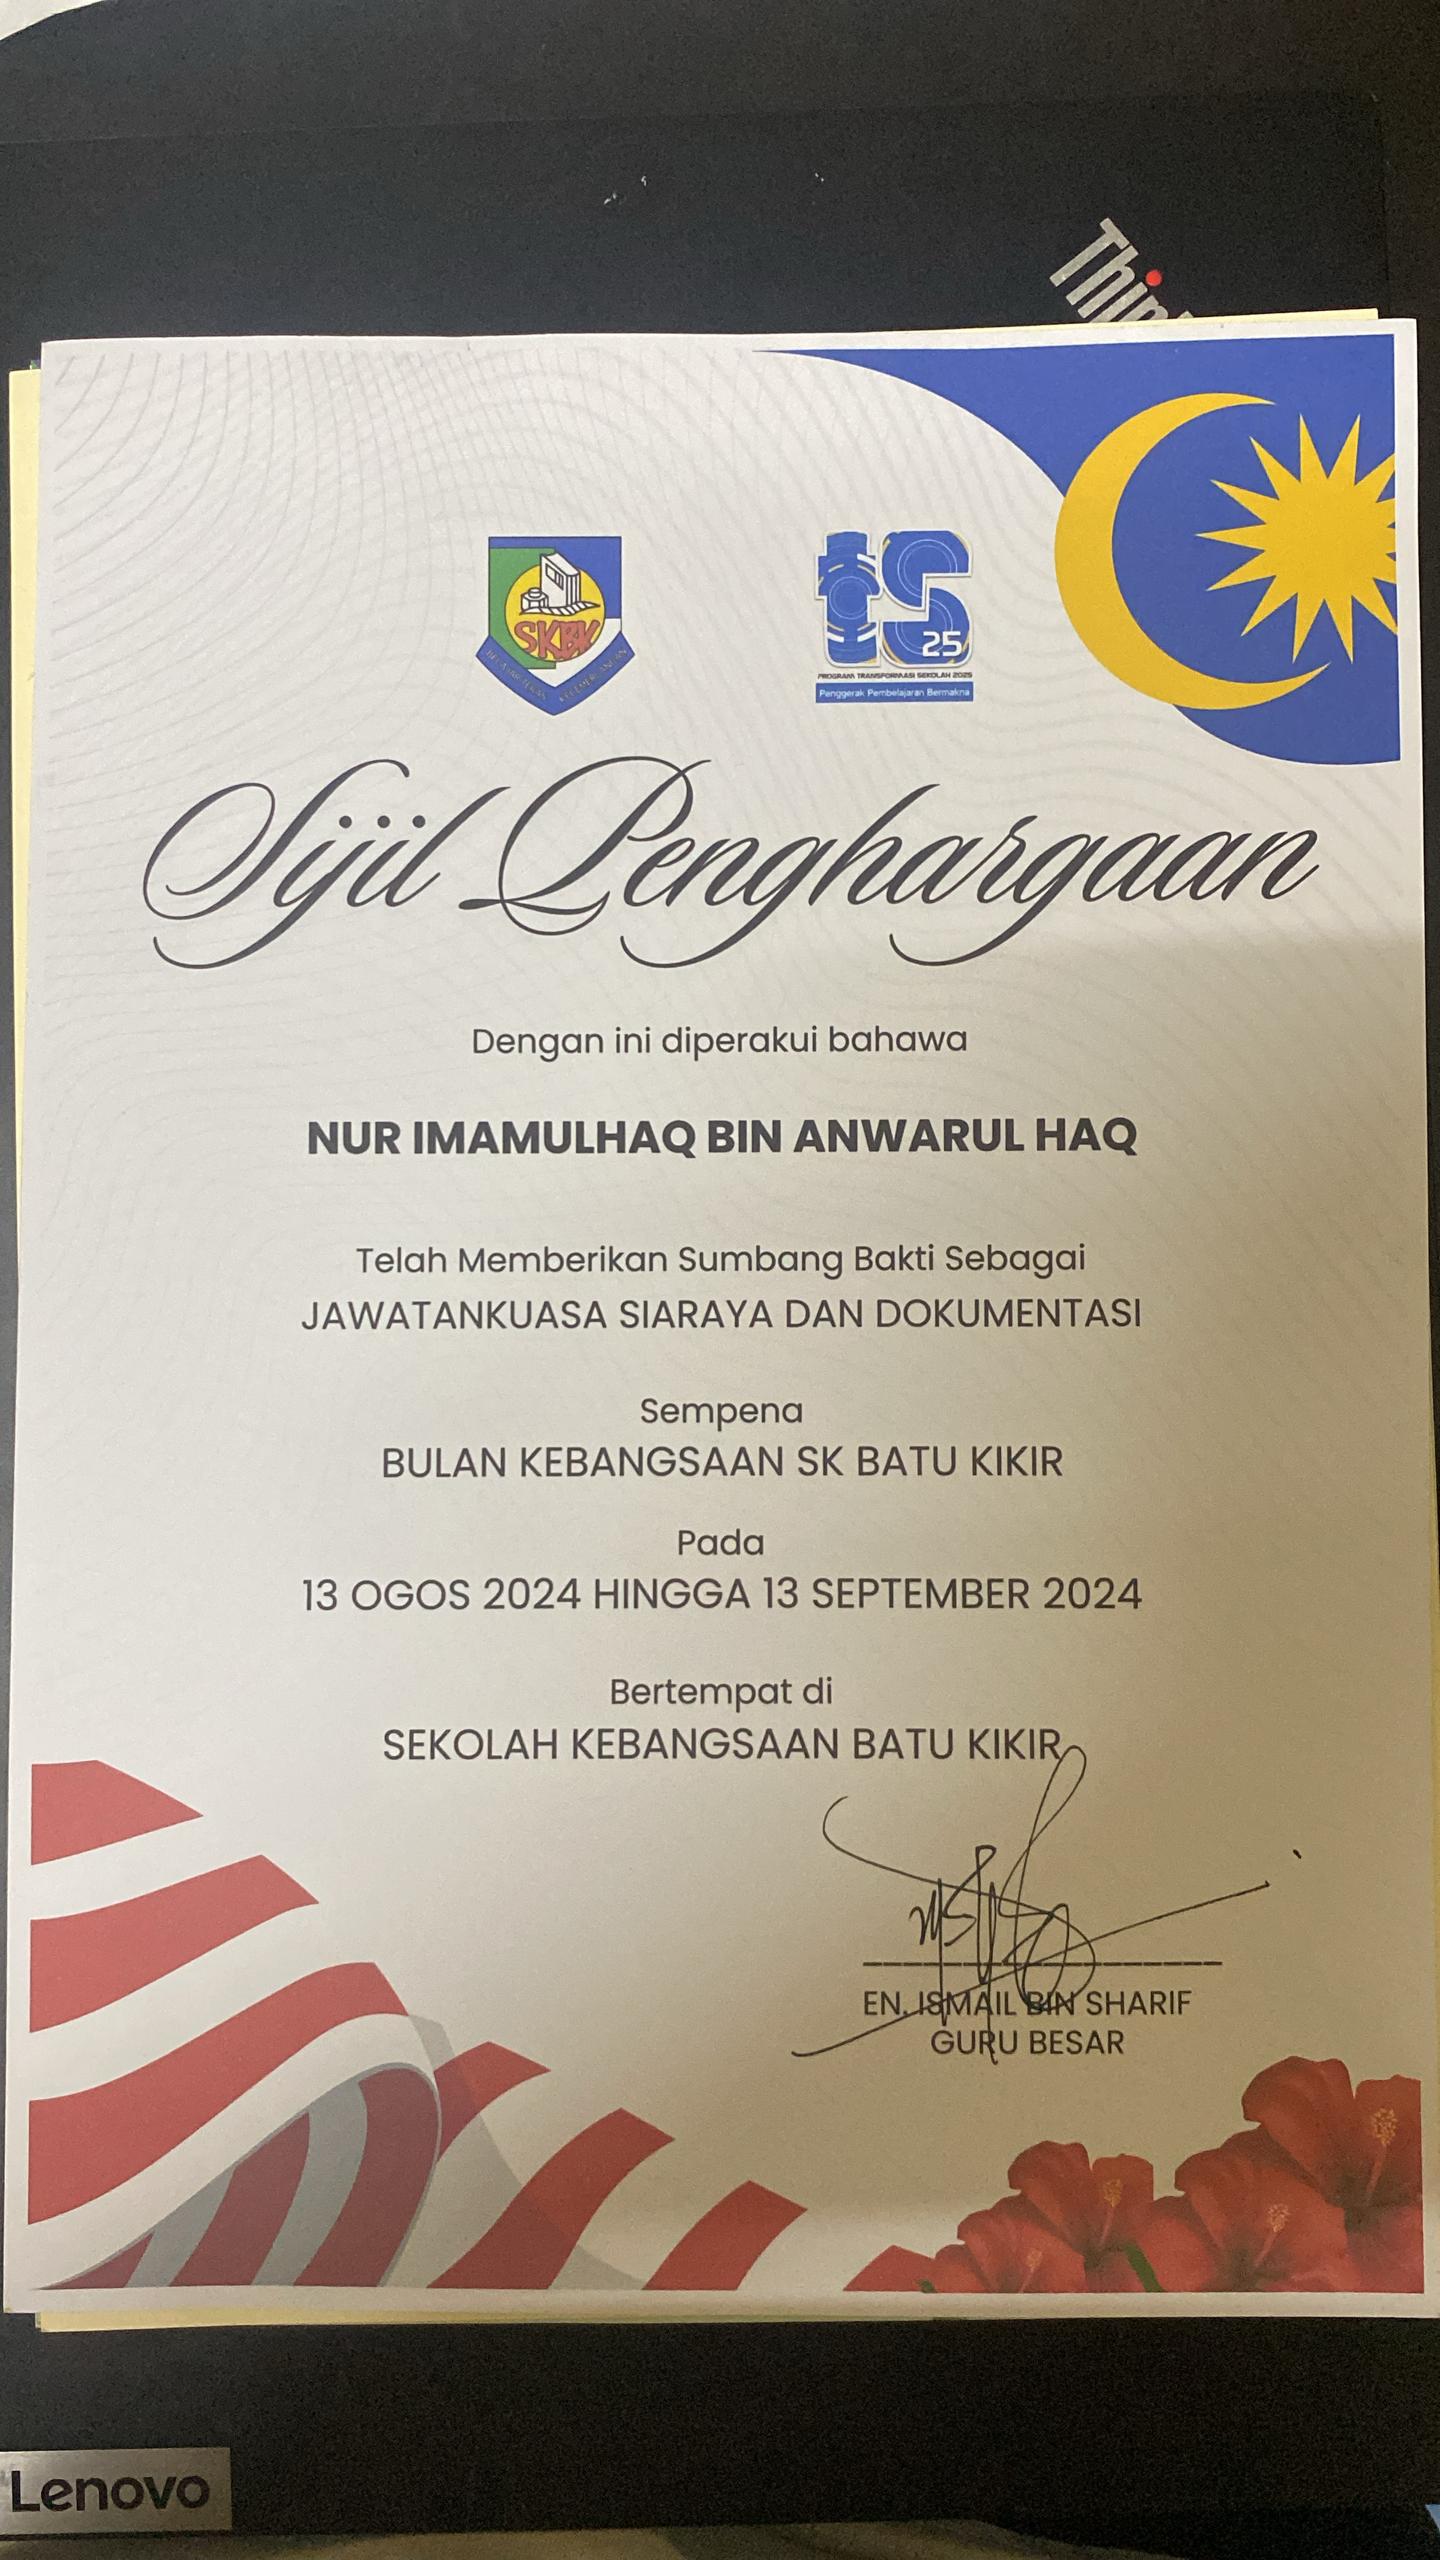 Thin
SKBK
tS
25
PROGRAM TRANSFORMASI SEKOLAH 2025
Penggerak Pembelajaran Bermakna
Sijil Penghargaan
Dengan ini diperakui bahawa
NUR IMAMULHAQ BIN ANWARUL HAQ
Telah Memberikan Sumbang Bakti Sebagai
JAWATANKUASA SIARAYA DAN DOKUMENTASI
Sempena
BULAN KEBANGSAAN SK BATU KIKIR
Pada
13 OGOS 2024 HINGGA 13 SEPTEMBER 2024
Bertempat di
SEKOLAH KEBANGSAAN BATU KIKIR
EN. ISMAIL BIN SHARIF
GURU BESAR
Lenovo